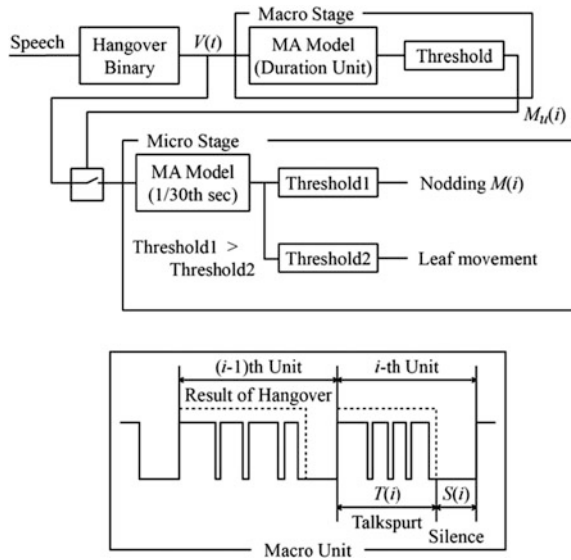 Macro Stage
Speech
Hangover
Binary
V(t)
MA Model
(Duration Unit)
Threshold
Mu(i)
Micro Stage
MA Model
(1/30th sec)
Threshold1
Nodding M(i)
Threshold1 >
Threshold2
Threshold2
Leaf movement
(i-1)th Unit
i-th Unit
Result of Hangover
T(i)
S(i)
Talkspurt
Silence
Macro Unit